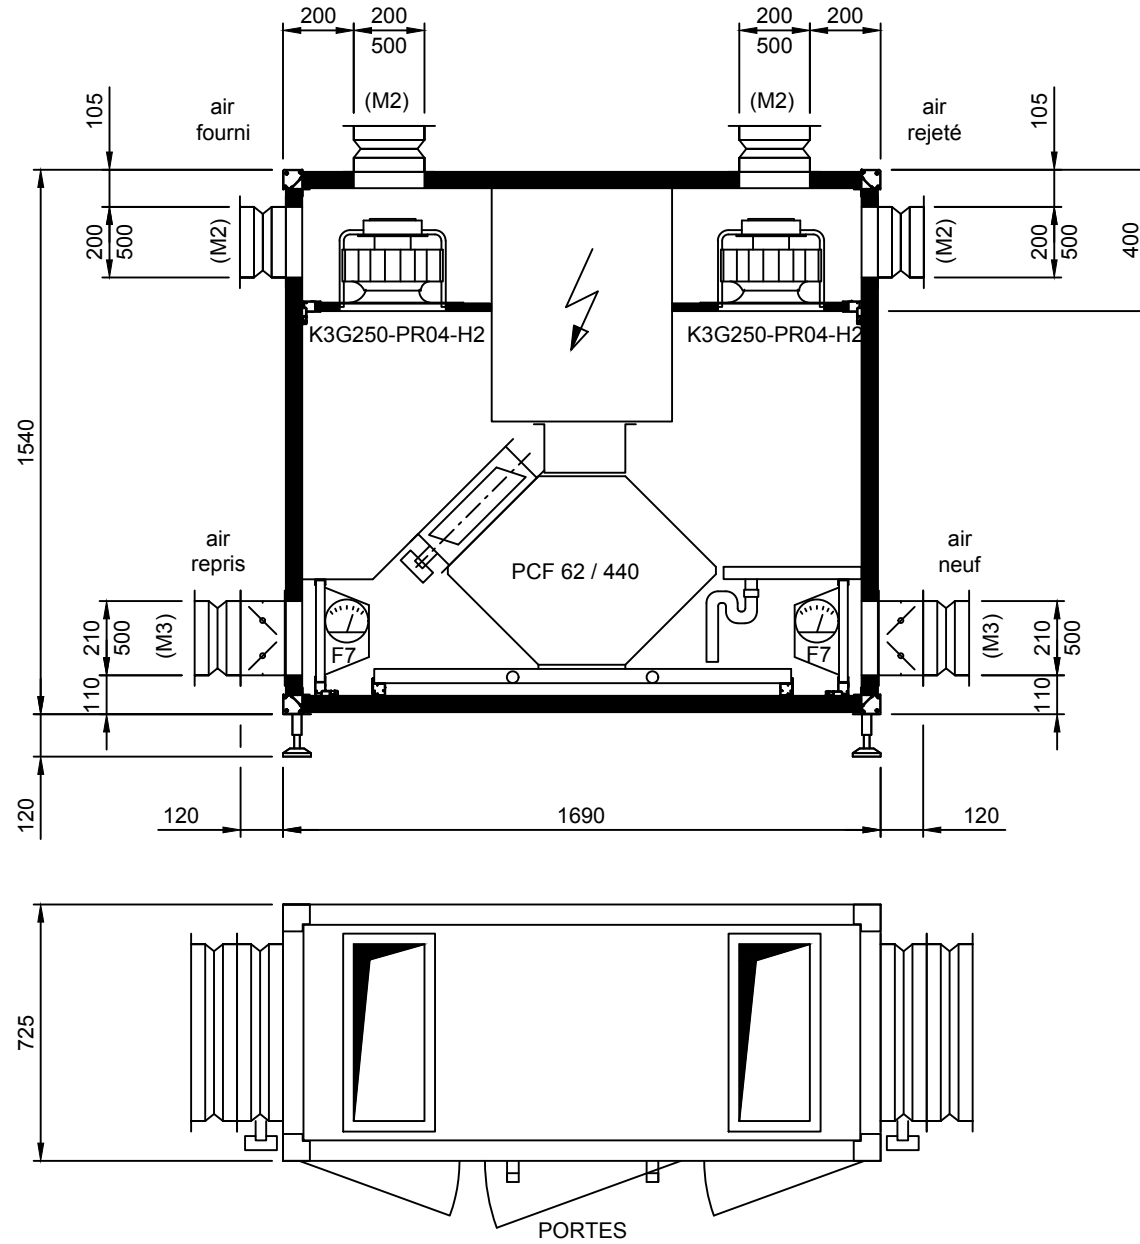 200
200
500
200
500
200
(M2)
(M2)
air
fourni
air
rejeté
105
105
200
500
(M2)
(M2)
200
500
400
K3G250-PR04-H2
K3G250-PR04-H2
1540
air
repris
air
neuf
PCF 62 / 440
210
500
(M3)
F7
F7
(M3)
210
500
110
110
120
120
1690
120
725
PORTES